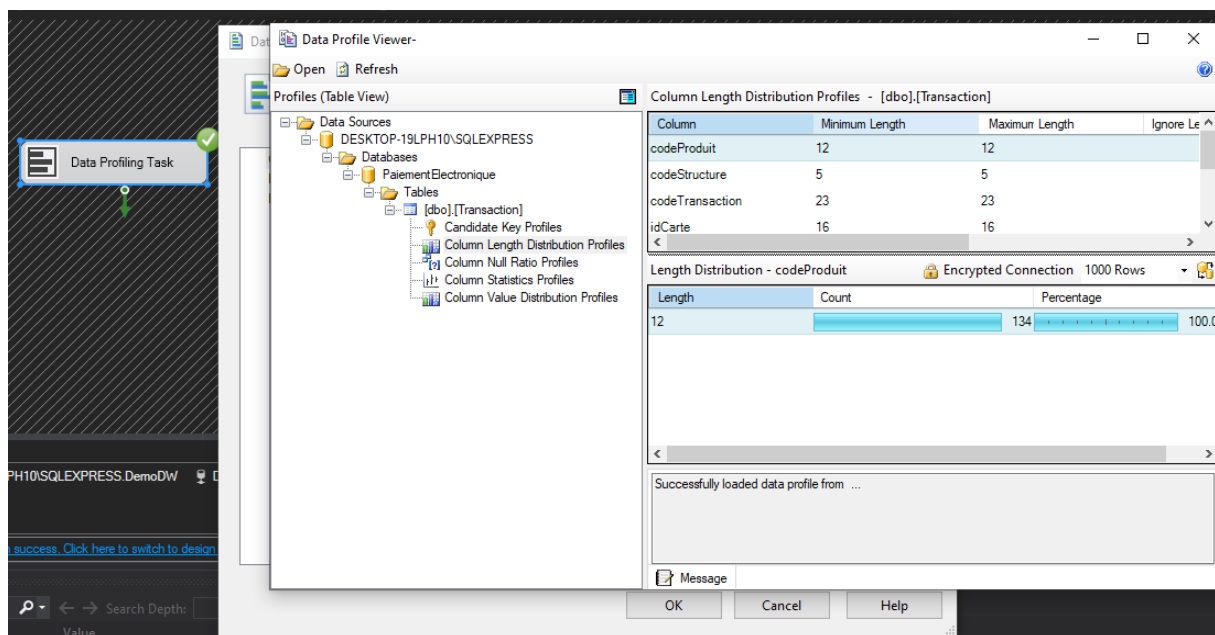 Data Profiling Task
PH10\SQLEXPRESS.DemoDW D
n success. Click here to switch to design
Search Depth:
Value
Dat
Data Profile Viewer-
Open Refresh
Profiles (Table View)
Data Sources
DESKTOP-19LPH10\SQLEXPRESS
Databases
PaiementElectronique
Tables
[dbo].[Transaction]
Candidate Key Profiles
Column Length Distribution Profiles
Column Null Ratio Profiles
Column Statistics Profiles
Column Value Distribution Profiles
Column Length Distribution Profiles - [dbo].[Transaction]
Column Minimum Length Maximum Length Ignore Le
codeProduit 12 12
codeStructure 5 5
codeTransaction 23 23
idCarte 16 16
Length Distribution - codeProduit Encrypted Connection 1000 Rows
Length Count Percentage
12 134 100.0
Successfully loaded data profile from ...
Message
OK Cancel Help